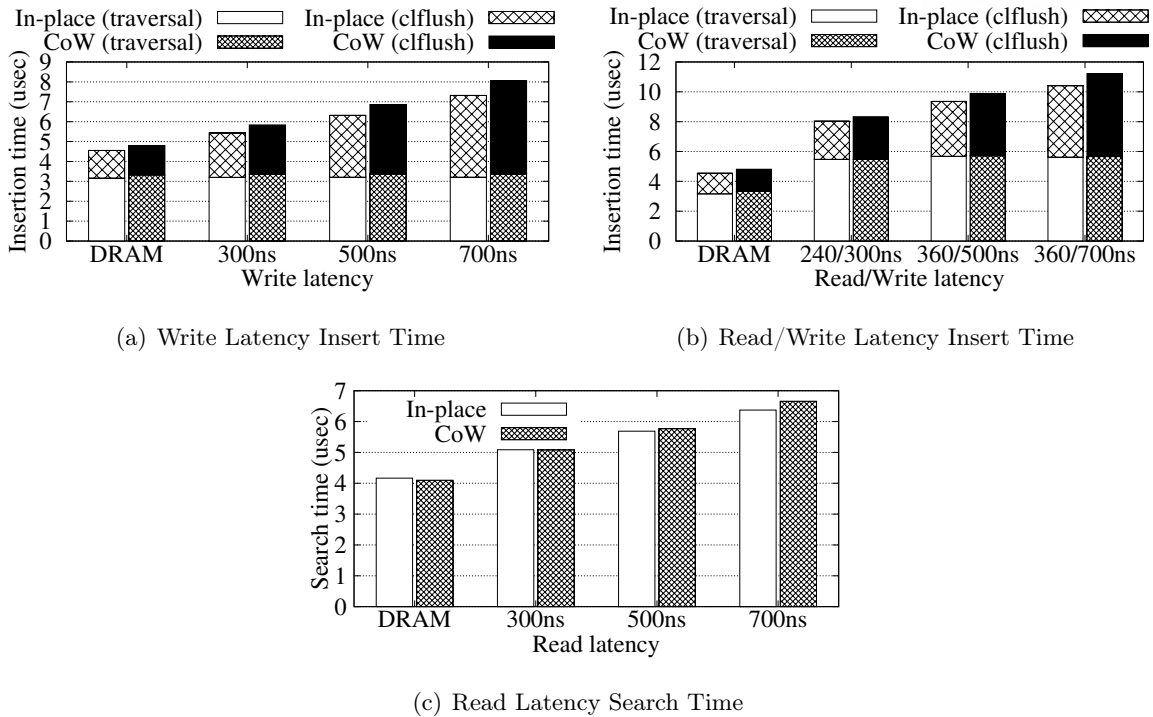 In-place (traversal) In-place (clflush)
CoW (traversal) CoW (clflush)
9
8
7
6
5
4
3
2
1
0
Insertion time (usec)
DRAM 300ns 500ns 700ns
Write latency
(a) Write Latency Insert Time
In-place (traversal) In-place (clflush)
CoW (traversal) CoW (clflush)
12
10
8
6
4
2
0
Insertion time (usec)
DRAM 240/300ns 360/500ns 360/700ns
Read/Write latency
(b) Read/Write Latency Insert Time
In-place
CoW
7
6
5
4
3
2
1
0
Search time (usec)
DRAM 300ns 500ns 700ns
Read latency
(c) Read Latency Search Time